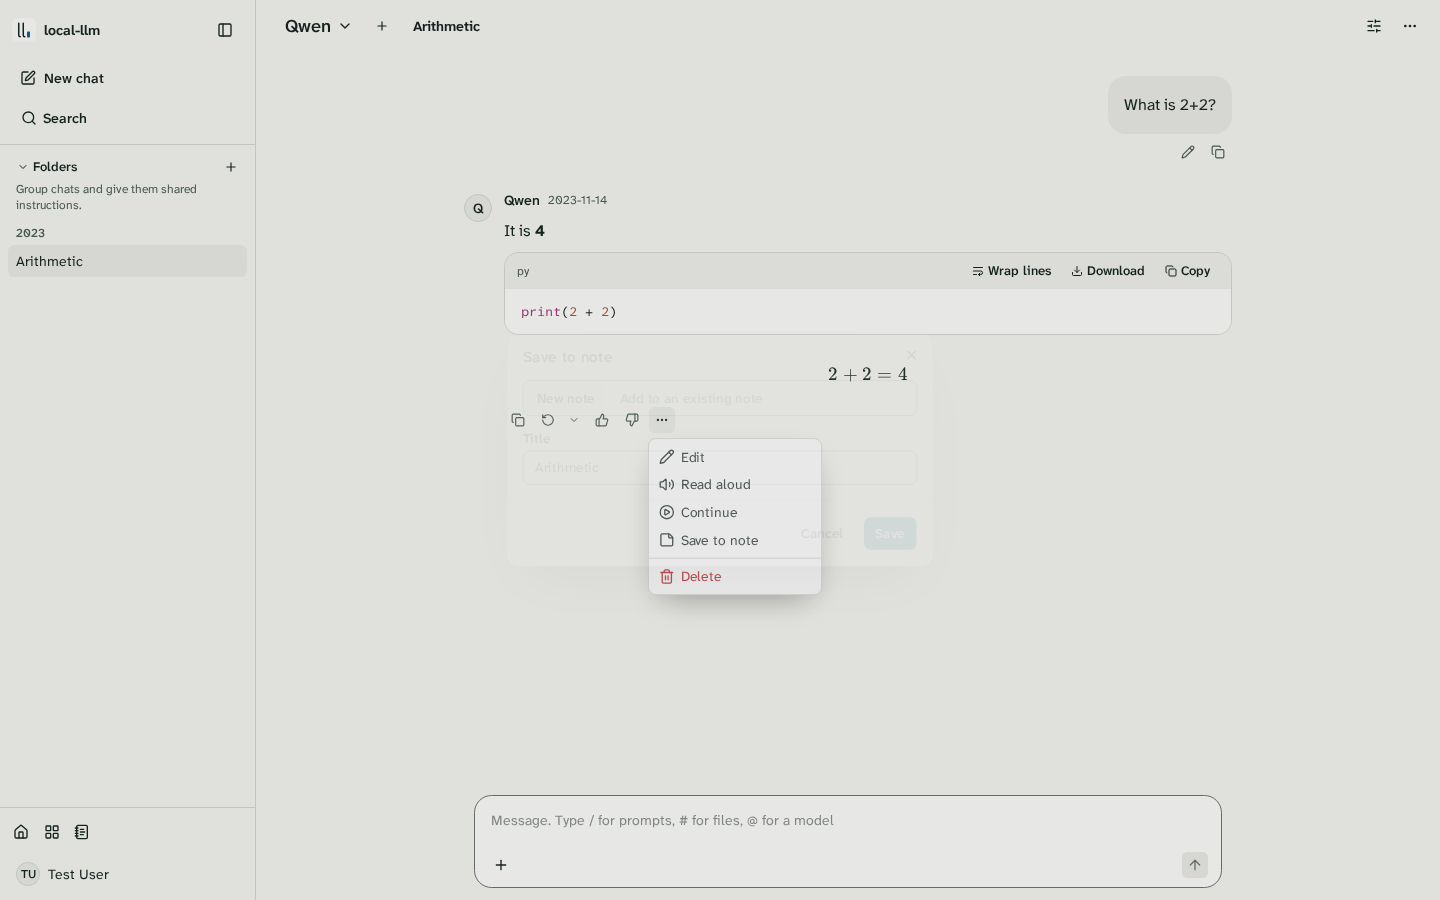 local-llm
New chat
Search
Folders
Group chats and give them shared
instructions.
2023
Arithmetic
TU Test User
Qwen
Arithmetic
What is 2+2?
Q
Qwen 2023-11-14
It is 4
py Wrap lines Download Copy
print(2 + 2)
Save to note
2 + 2 = 4
New note Add to an existing note
Title
Arithmetic
Edit
Read aloud
Continue
Save to note
Cancel Save
Delete
Message. Type / for prompts, # for files, @ for a model